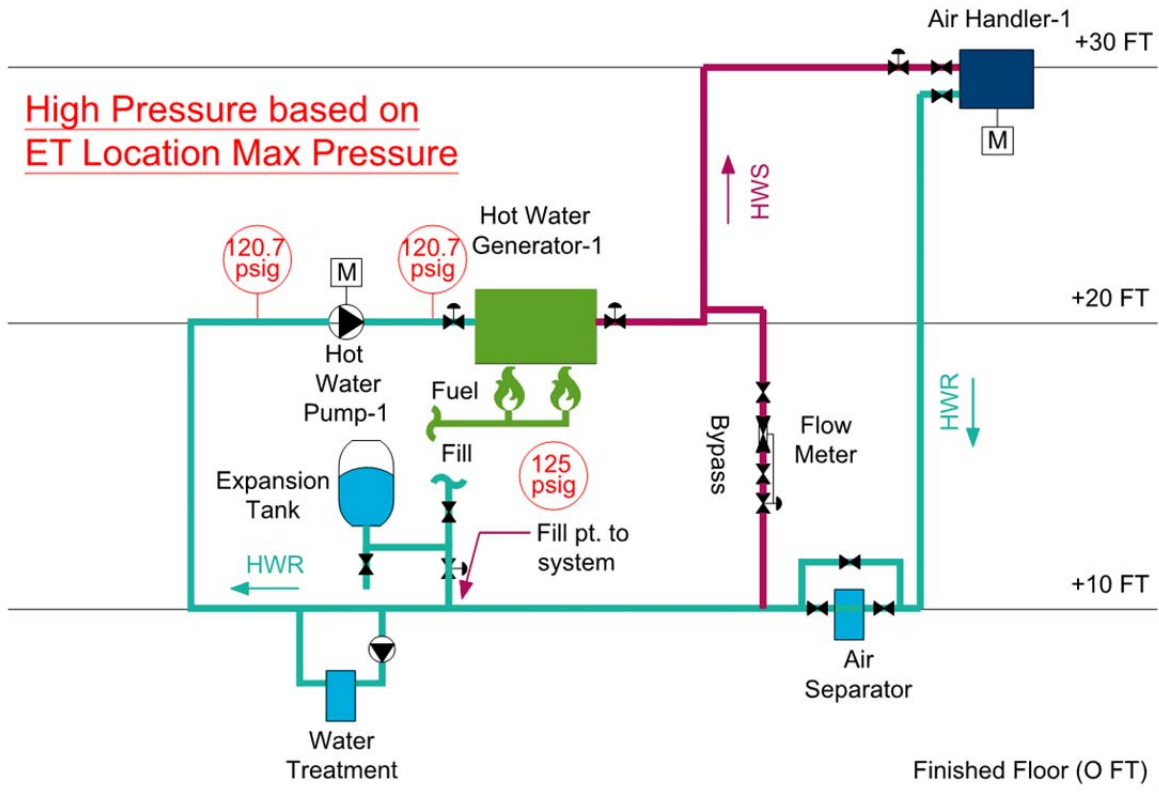 Air Handler-1
+30 FT
High Pressure based on
ET Location Max Pressure
M
HWS
Hot Water
Generator-1
120.7
psig
120.7
psig
M
+20 FT
Hot
Water
Pump-1
Fuel
HWR
Bypass
Flow
Meter
Fill
125
psig
Expansion
Tank
Fill pt. to
system
HWR
+10 FT
Air
Separator
Water
Treatment
Finished Floor (O FT)